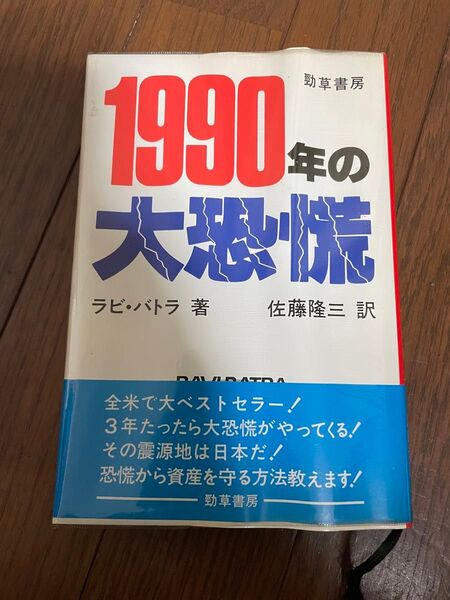 勁草書房
1990年の
大恐慌
ラビ・バトラ 著
佐藤隆三 訳
RAVI BATRA
全米で大ベストセラー!
3年たったら大恐慌がやってくる!
その震源地は日本だ!
恐慌から資産を守る方法教えます!
勁草書房